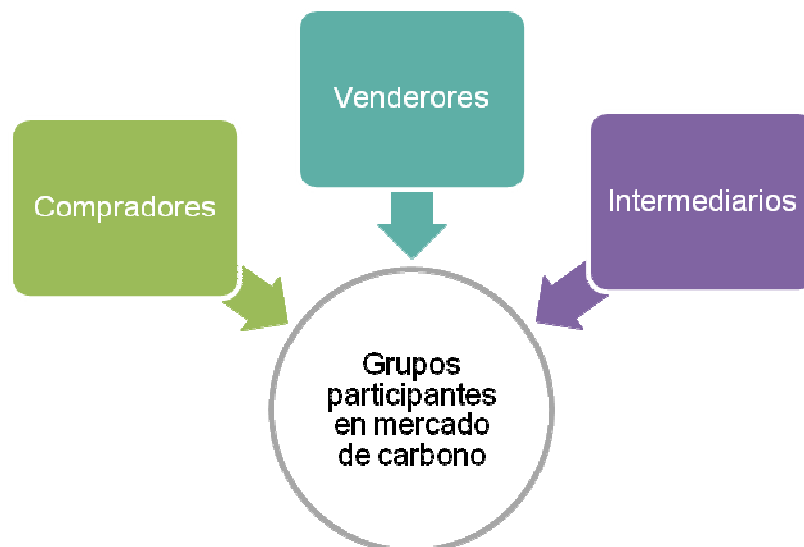 Venderores
Compradores
Intermediarios
Grupos
participantes
en mercado
de carbono